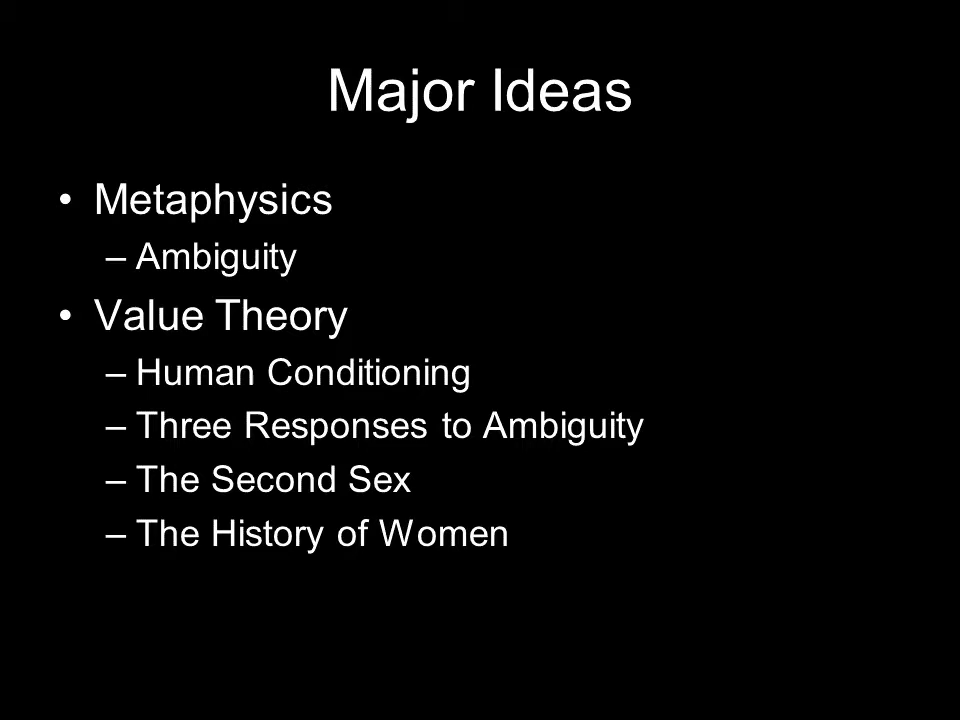 Major Ideas
• Metaphysics
– Ambiguity
• Value Theory
– Human Conditioning
– Three Responses to Ambiguity
– The Second Sex
– The History of Women